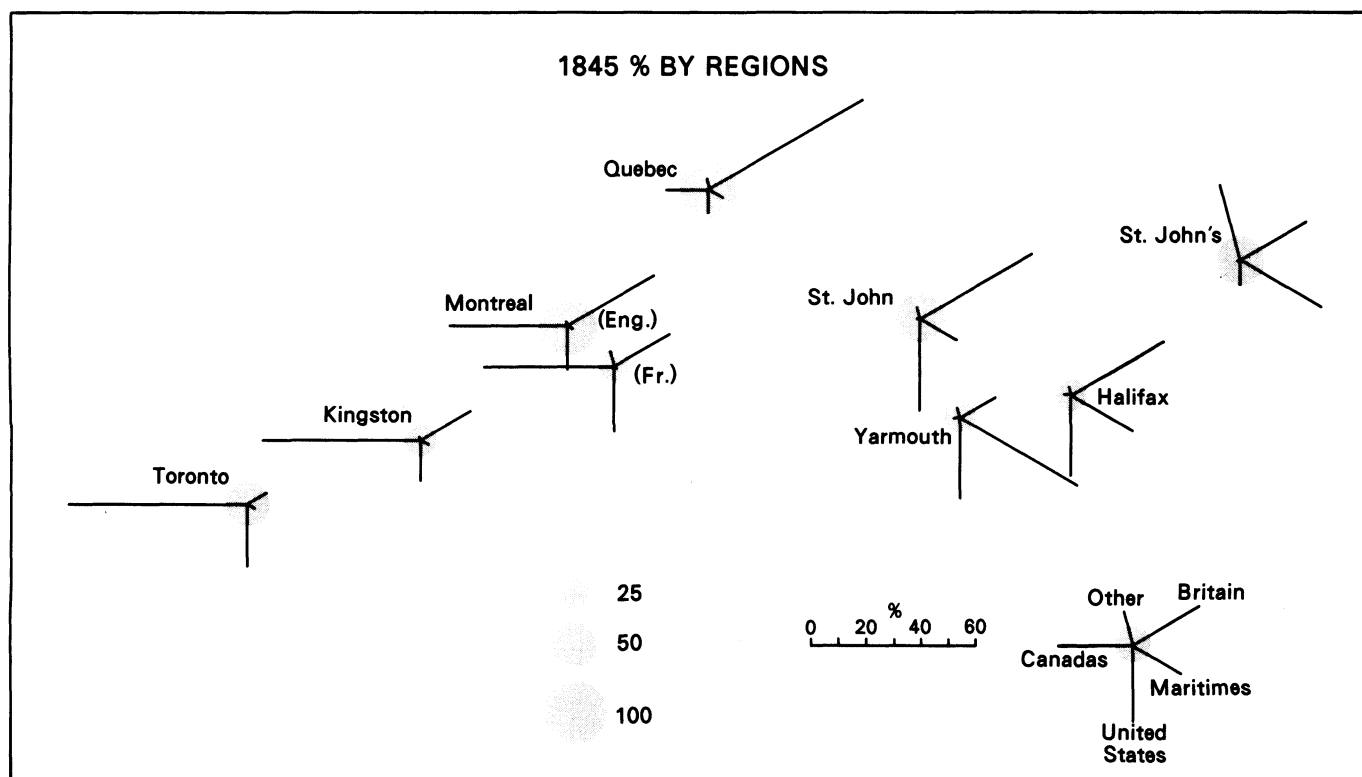 1845 % BY REGIONS
Quebec
St. John's
Montreal
(Eng.)
St. John
(Fr.)
Halifax
Kingston
Yarmouth
Toronto
25
50
100
%
0 20 40 60
Other
Britain
Canadas
Maritimes
United
States